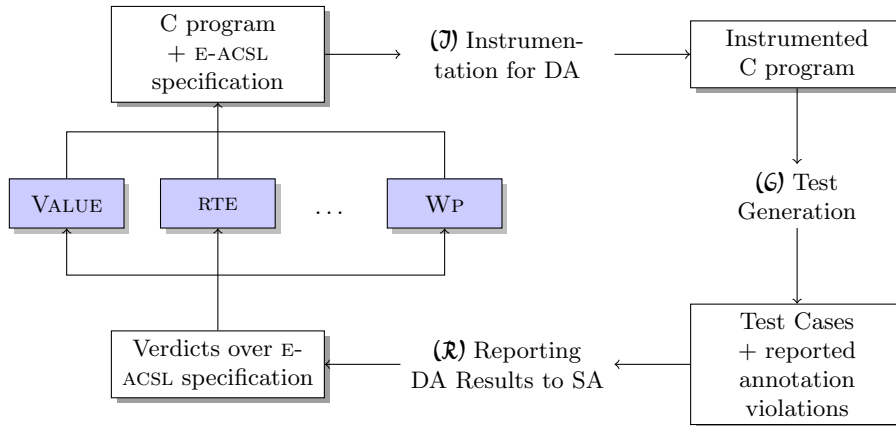 C program
+ E-ACSL
specification
(I) Instrumen-
tation for DA
Instrumented
C program
VALUE
RTE
...
WP
(G) Test
Generation
Verdicts over E-
ACSL specification
(R) Reporting
DA Results to SA
Test Cases
+ reported
annotation
violations